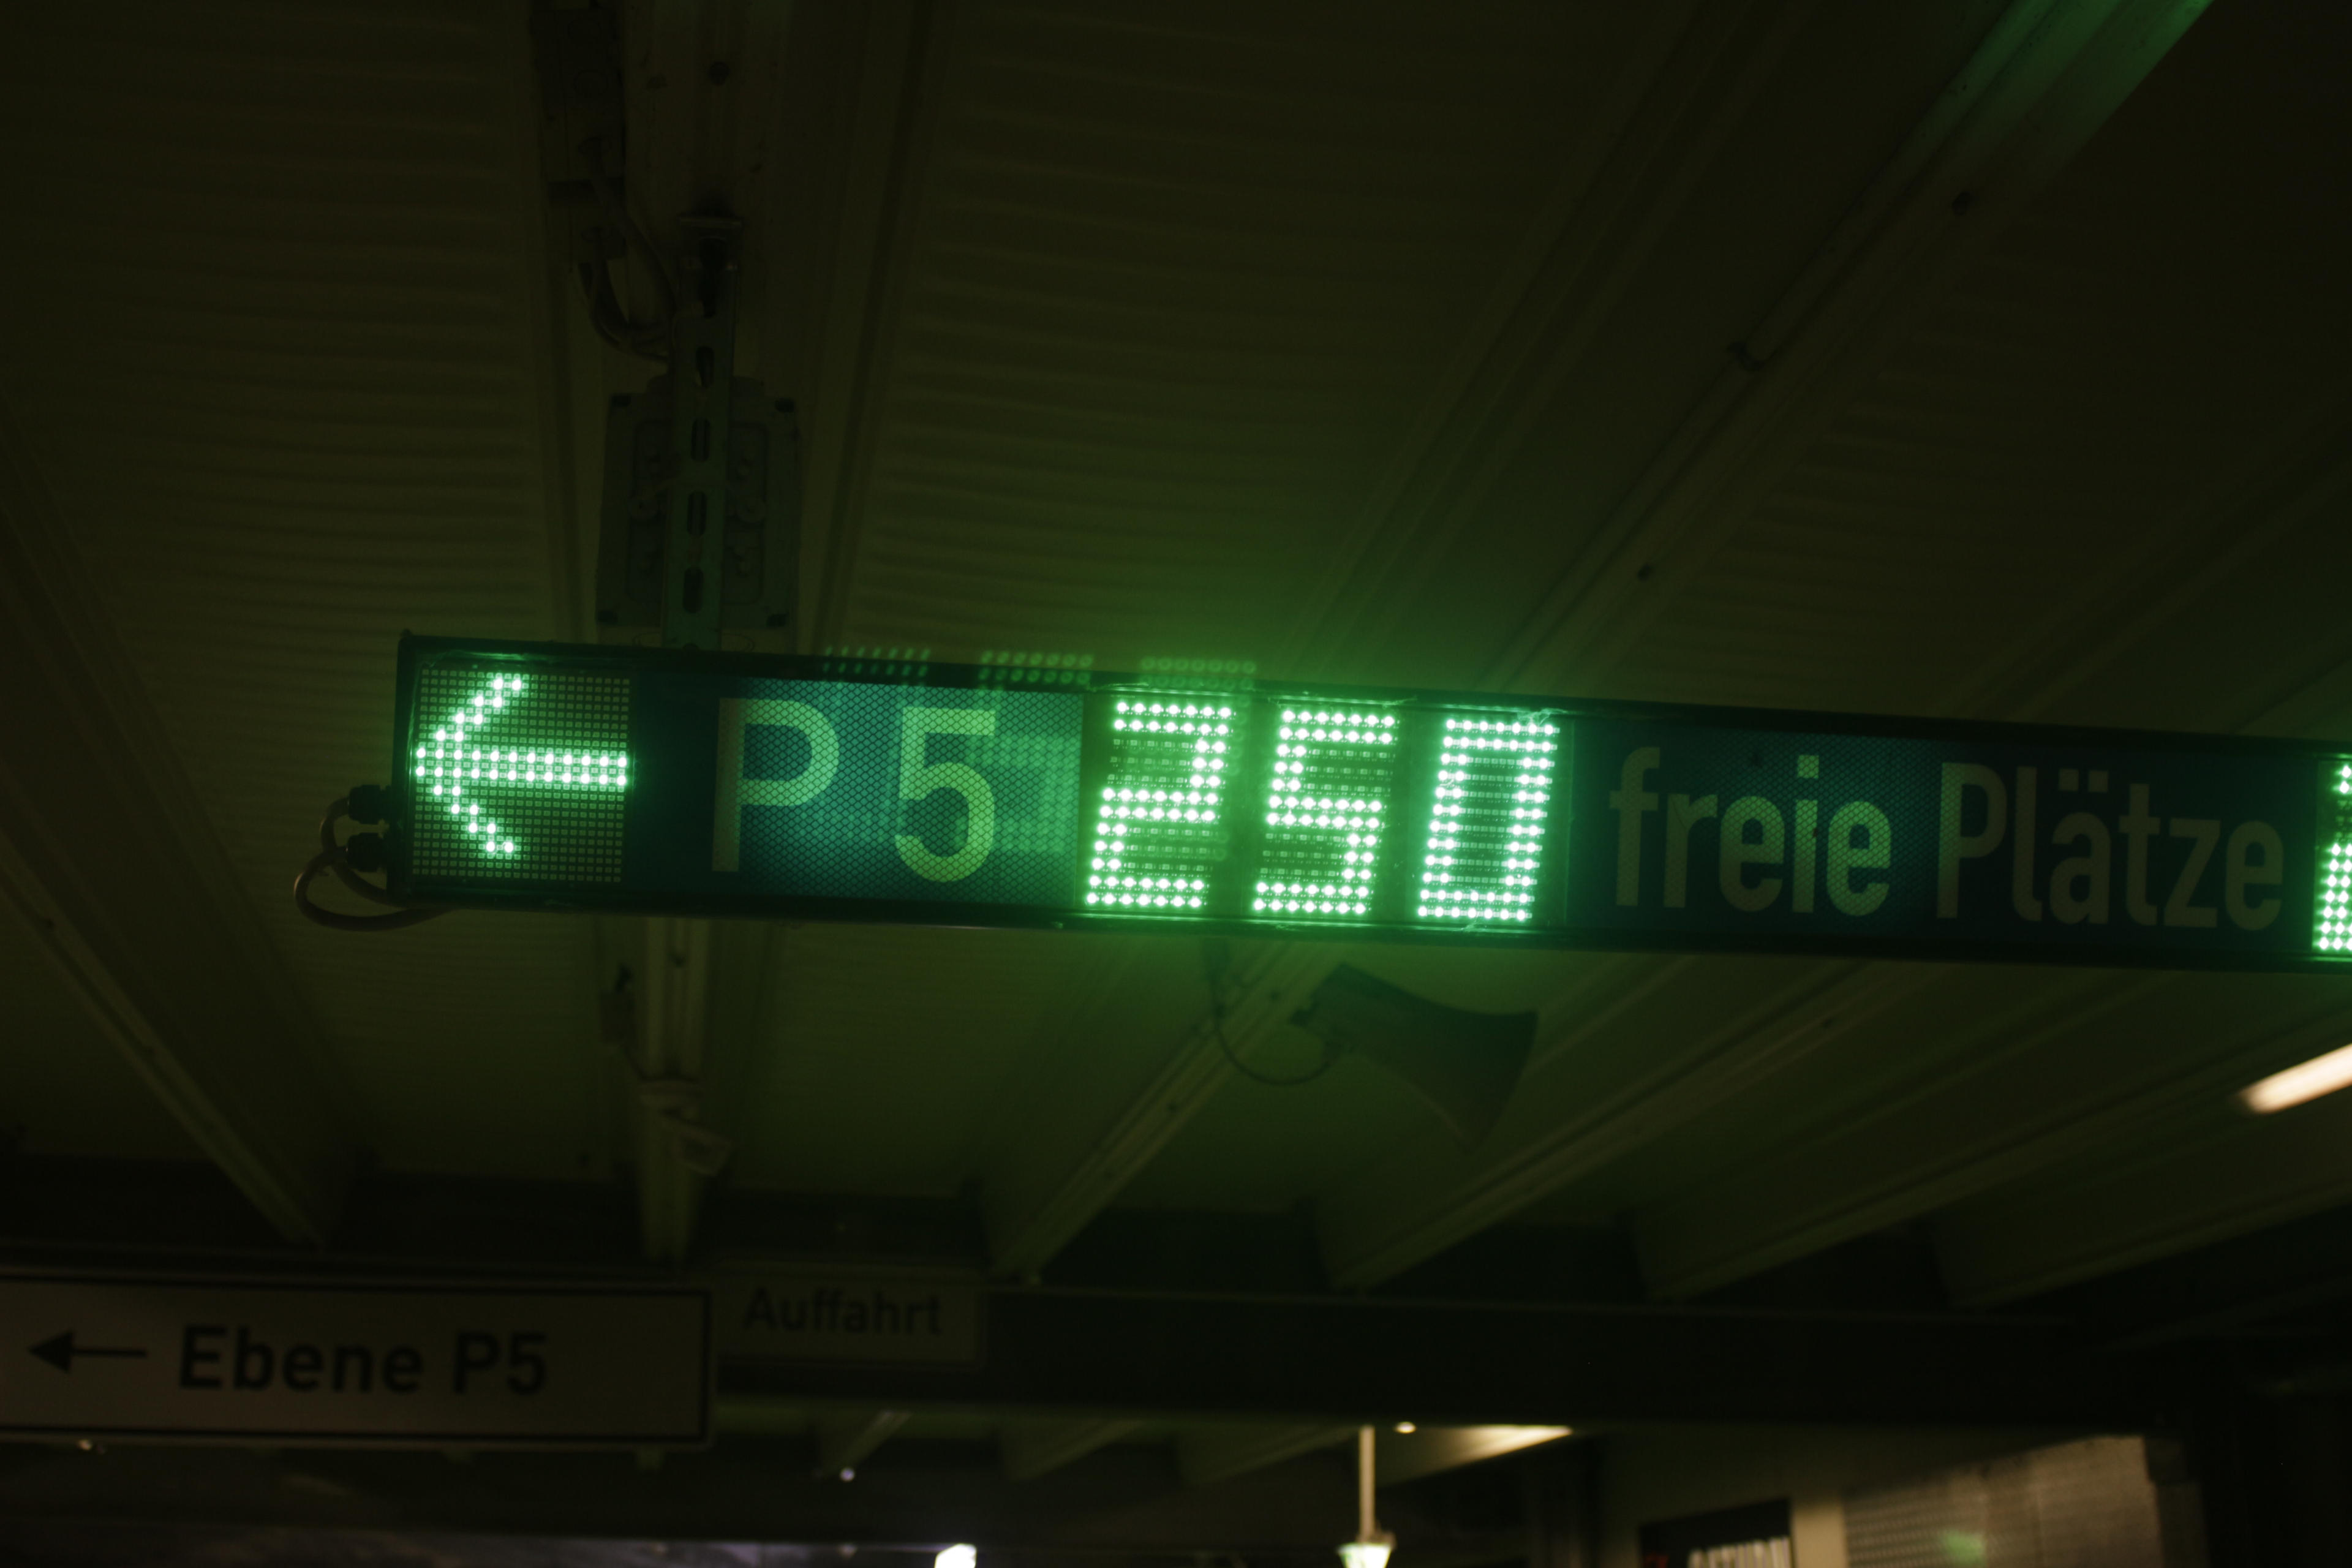 ← P5 250 freie Plätze
Auffahrt
← Ebene P5